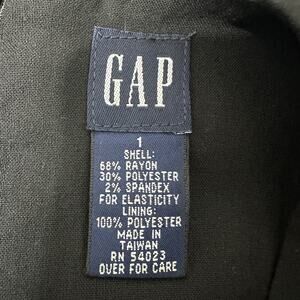 GAP
1
SHELL:
68% RAYON
30% POLYESTER
2% SPANDEX
FOR ELASTICITY
LINING:
100% POLYESTER
MADE IN
TAIWAN
RN 54023
OVER FOR CARE